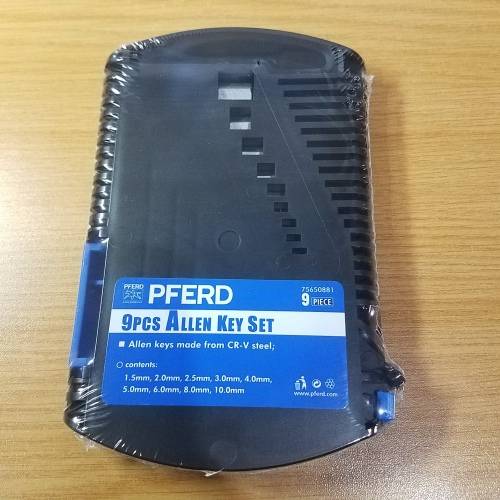 PFERD
PFERD
75650881
9 PIECE
9PCS ALLEN KEY SET
Allen keys made from CR-V steel;
contents:
1.5mm, 2.0mm, 2.5mm, 3.0mm, 4.0mm,
5.0mm, 6.0mm, 8.0mm, 10.0mm
www.pferd.com